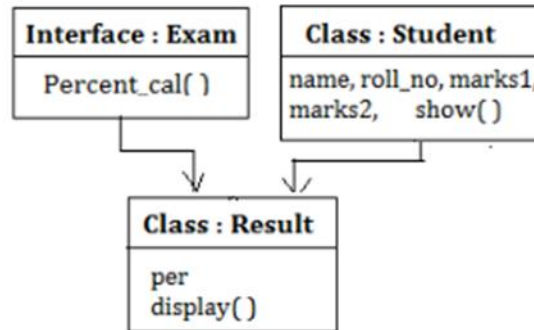 Interface : Exam
Percent_cal( )
Class : Student
name, roll_no, marks1,
marks2, show( )
Class : Result
per
display( )